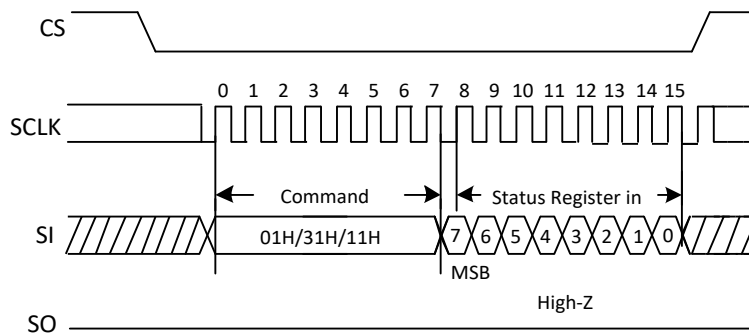 CS
0 1 2 3 4 5 6 7 8 9 10 11 12 13 14 15
SCLK
Command Status Register in
SI 01H/31H/11H 7 6 5 4 3 2 1 0
MSB
High-Z
SO